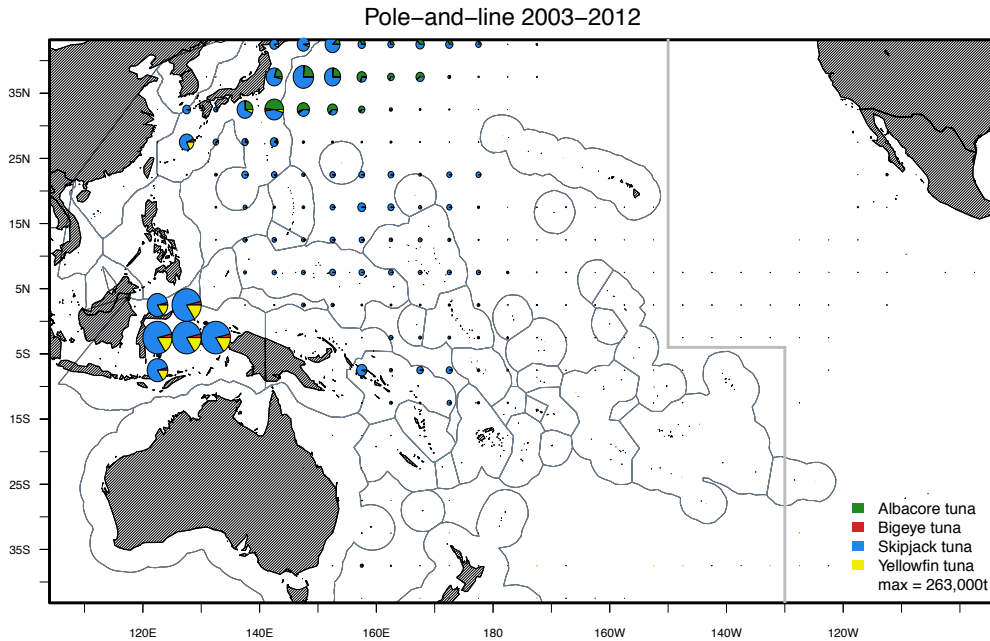 Pole−and−line 2003−2012
35N
25N
15N
5N
5S
15S
25S
35S
Albacore tuna
Bigeye tuna
Skipjack tuna
Yellowfin tuna
max = 263,000t
120E 140E 160E 180 160W 140W 120W